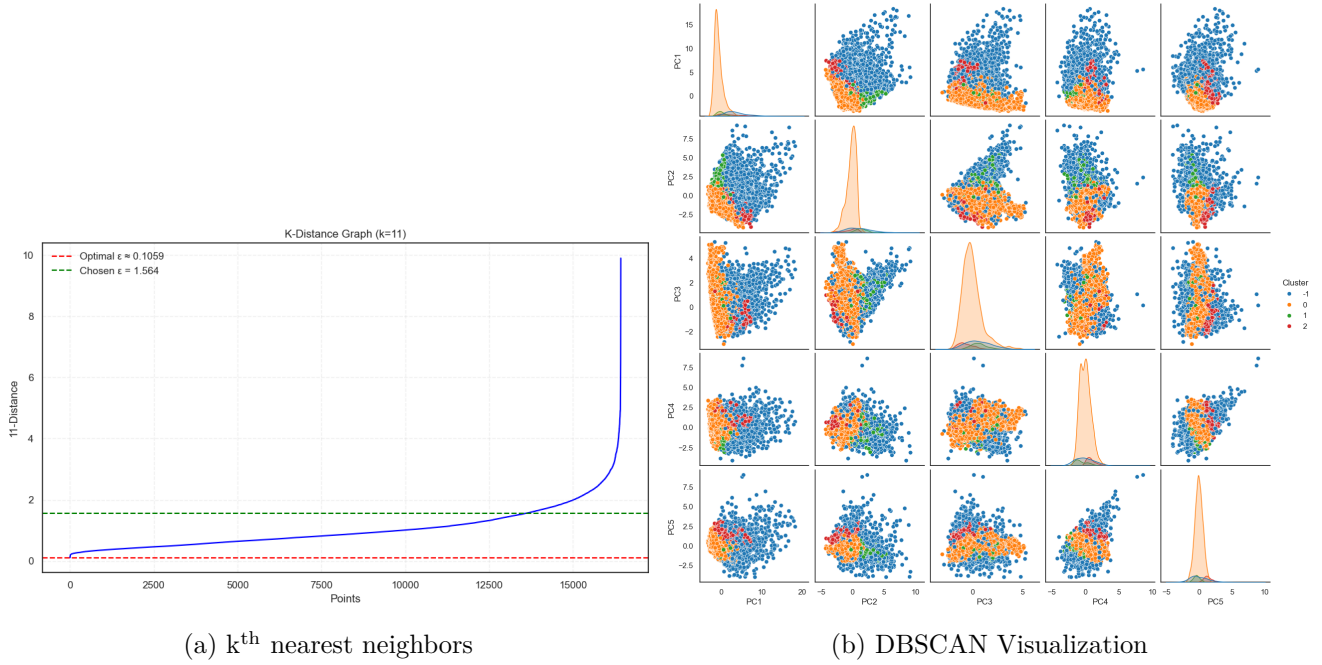 K-Distance Graph (k=11)
Optimal ε ≈ 0.1059
Chosen ε = 1.564
11-Distance
10
8
6
4
2
0
0 2500 5000 7500 10000 12500 15000
Points
(a) kth nearest neighbors
PC1
15
10
5
0
PC2
7.5
5.0
2.5
0.0
−2.5
PC3
4
2
0
−2
PC4
7.5
5.0
2.5
0.0
−2.5
PC5
7.5
5.0
2.5
0.0
−2.5
0 10 20
PC1
−5 0 5 10
PC2
0 5
PC3
−5 0 5 10
PC4
−5 0 5 10
PC5
Cluster
-1
0
1
2
(b) DBSCAN Visualization